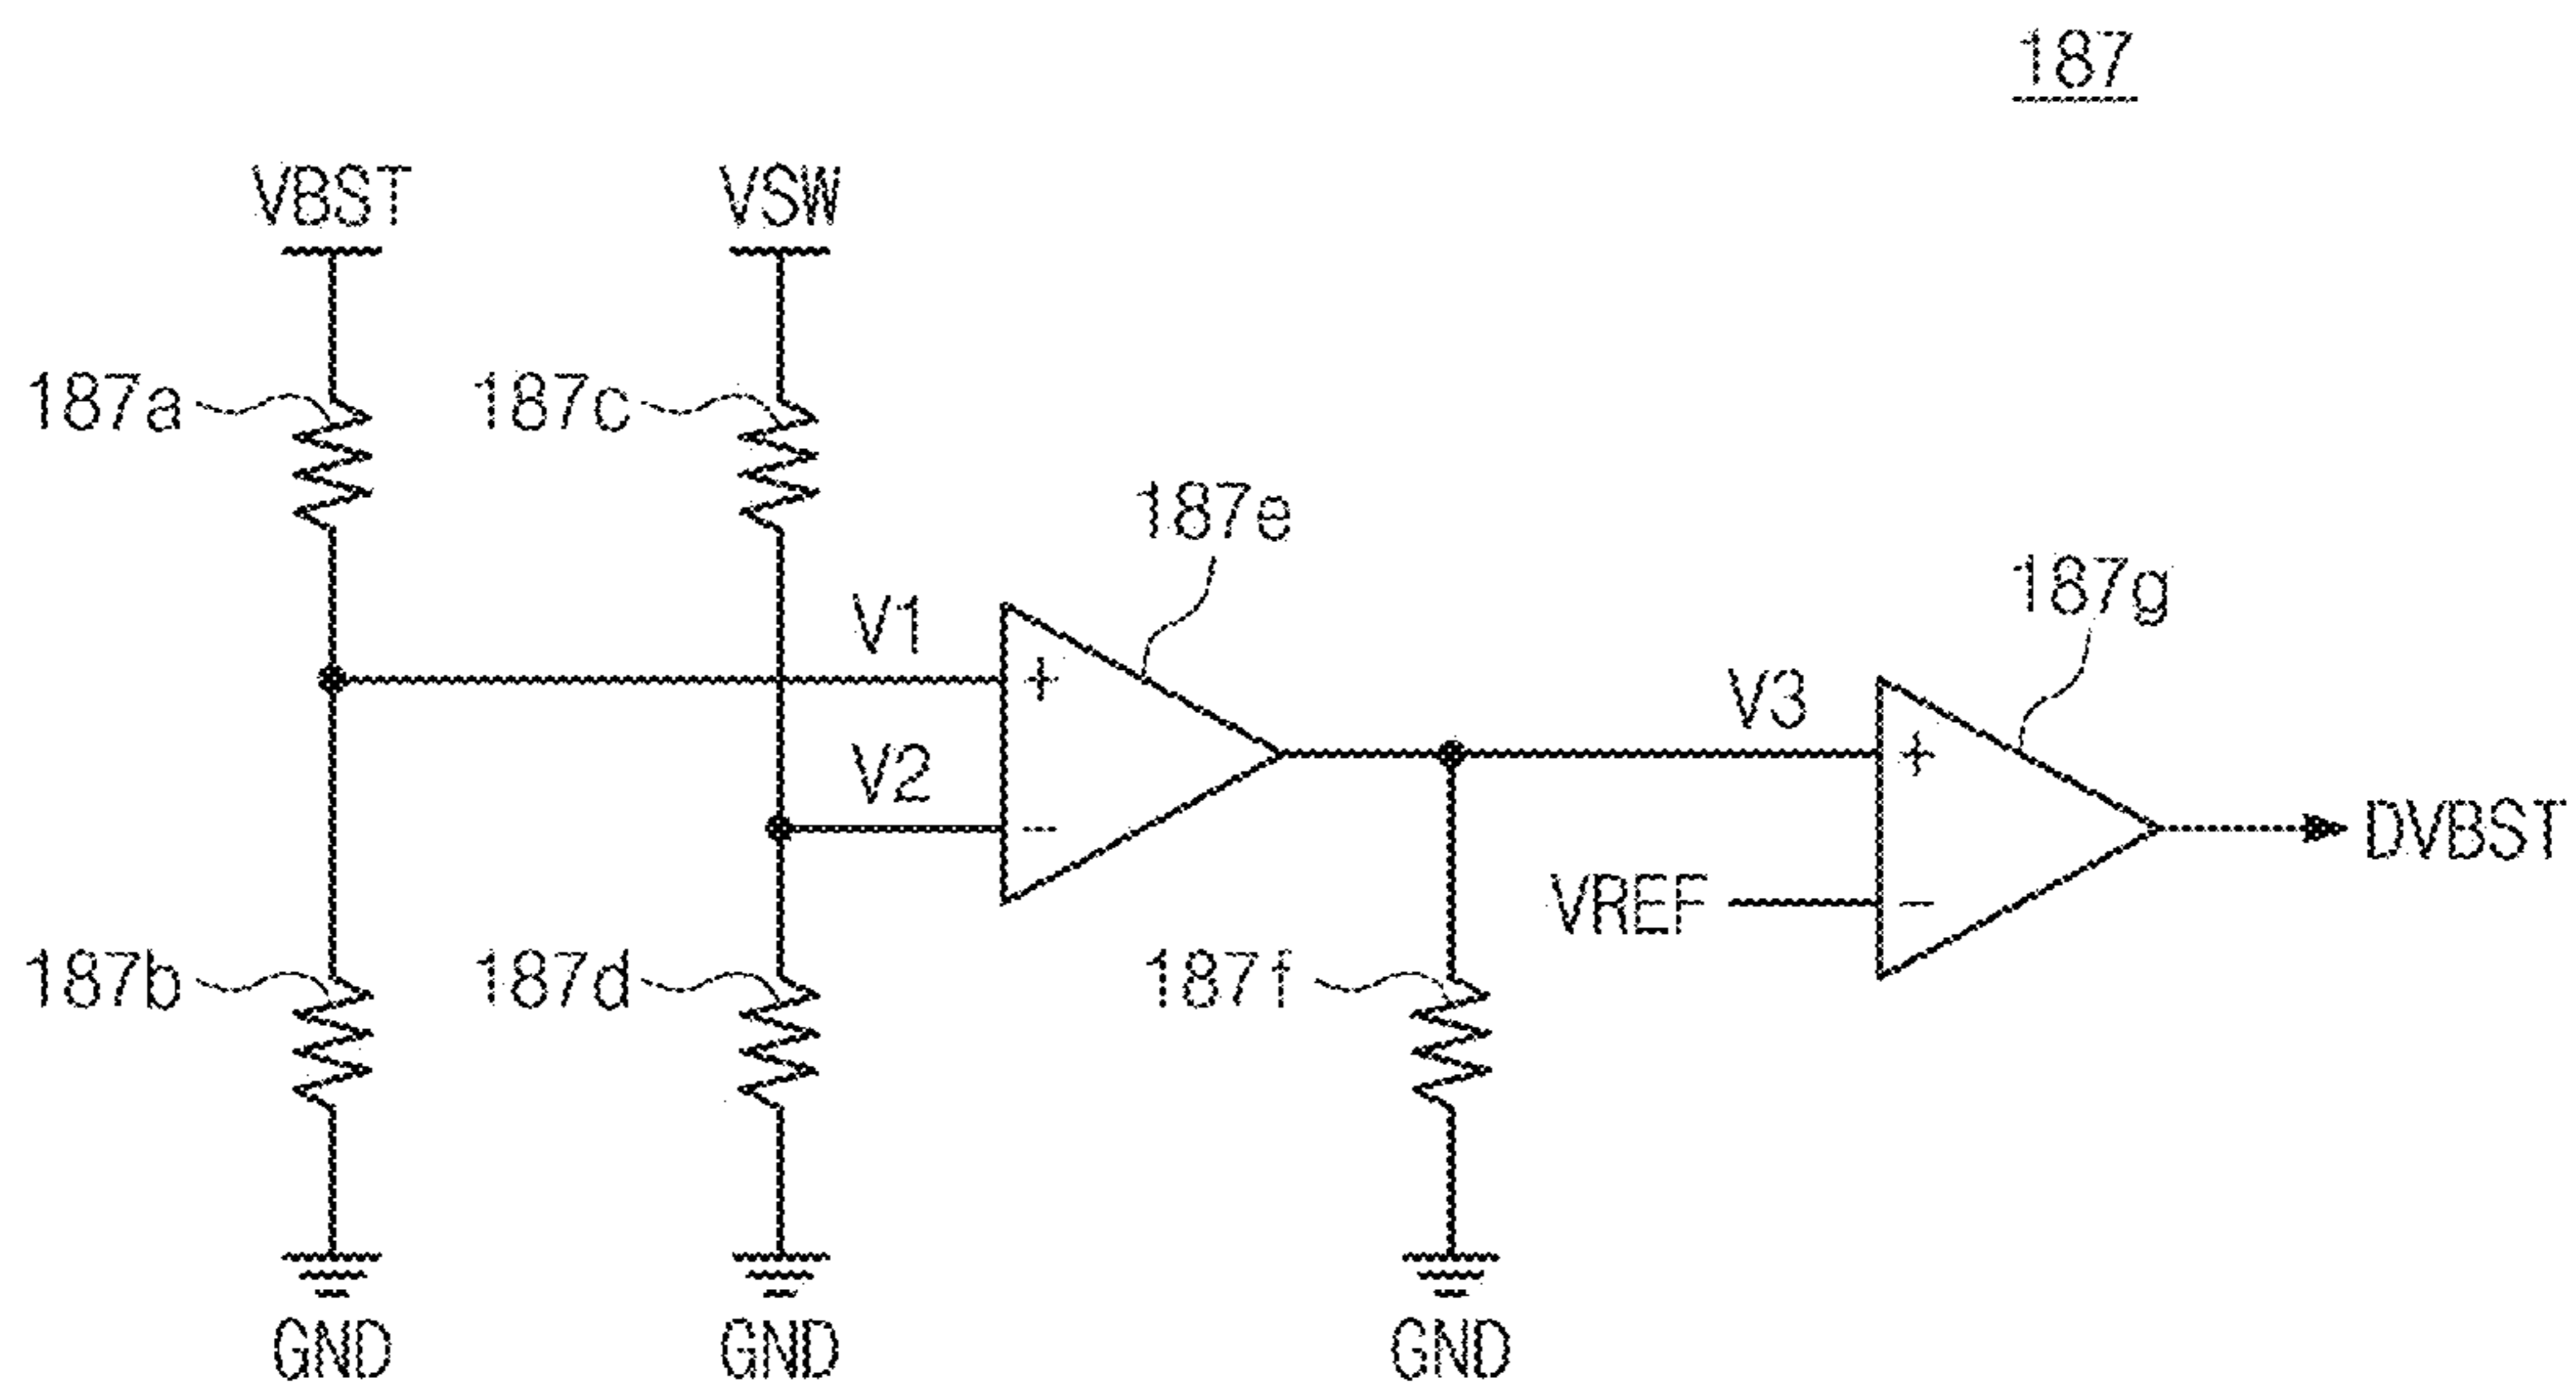 187
VBST VSW
187a 187c
187e
187g
V1
V3
V2
DVBST
VREF
187b 187d 187f
GND GND GND
+
-
+
-